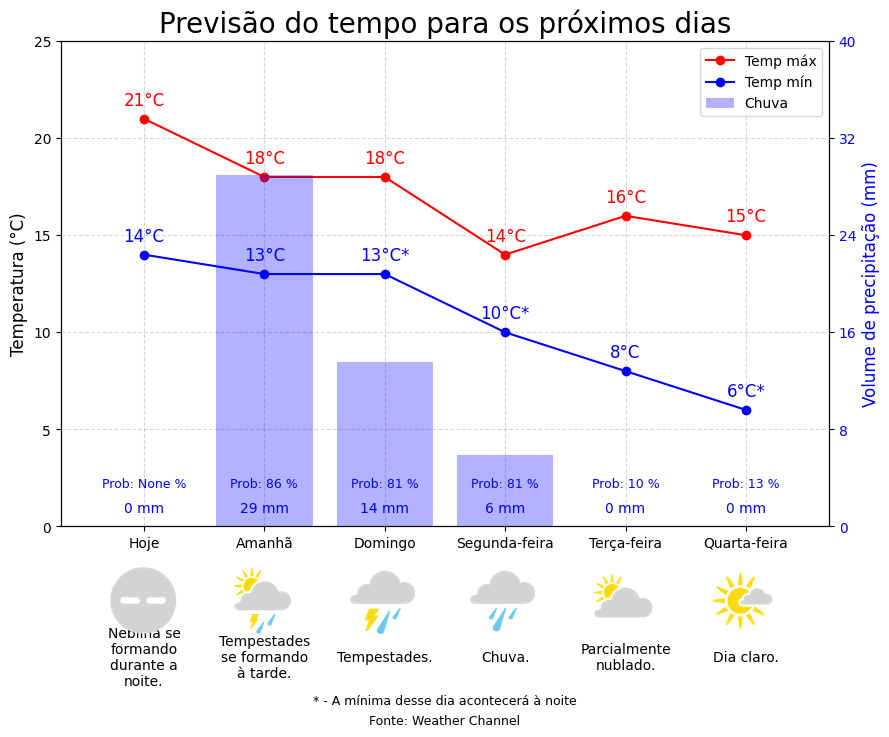 Previsão do tempo para os próximos dias
Temp máx
Temp mín
Chuva
Temperatura (°C)
Volume de precipitação (mm)
25
20
15
10
5
0
40
32
24
16
8
0
21°C
18°C
18°C
14°C
16°C
15°C
14°C
13°C
13°C*
10°C*
8°C
6°C*
Prob: None %
Prob: 86 %
Prob: 81 %
Prob: 81 %
Prob: 10 %
Prob: 13 %
0 mm
29 mm
14 mm
6 mm
0 mm
0 mm
Hoje
Amanhã
Domingo
Segunda-feira
Terça-feira
Quarta-feira
Neblina se
formando
durante a
noite.
Tempestades
se formando
à tarde.
Tempestades.
Chuva.
Parcialmente
nublado.
Dia claro.
* - A mínima desse dia acontecerá à noite
Fonte: Weather Channel